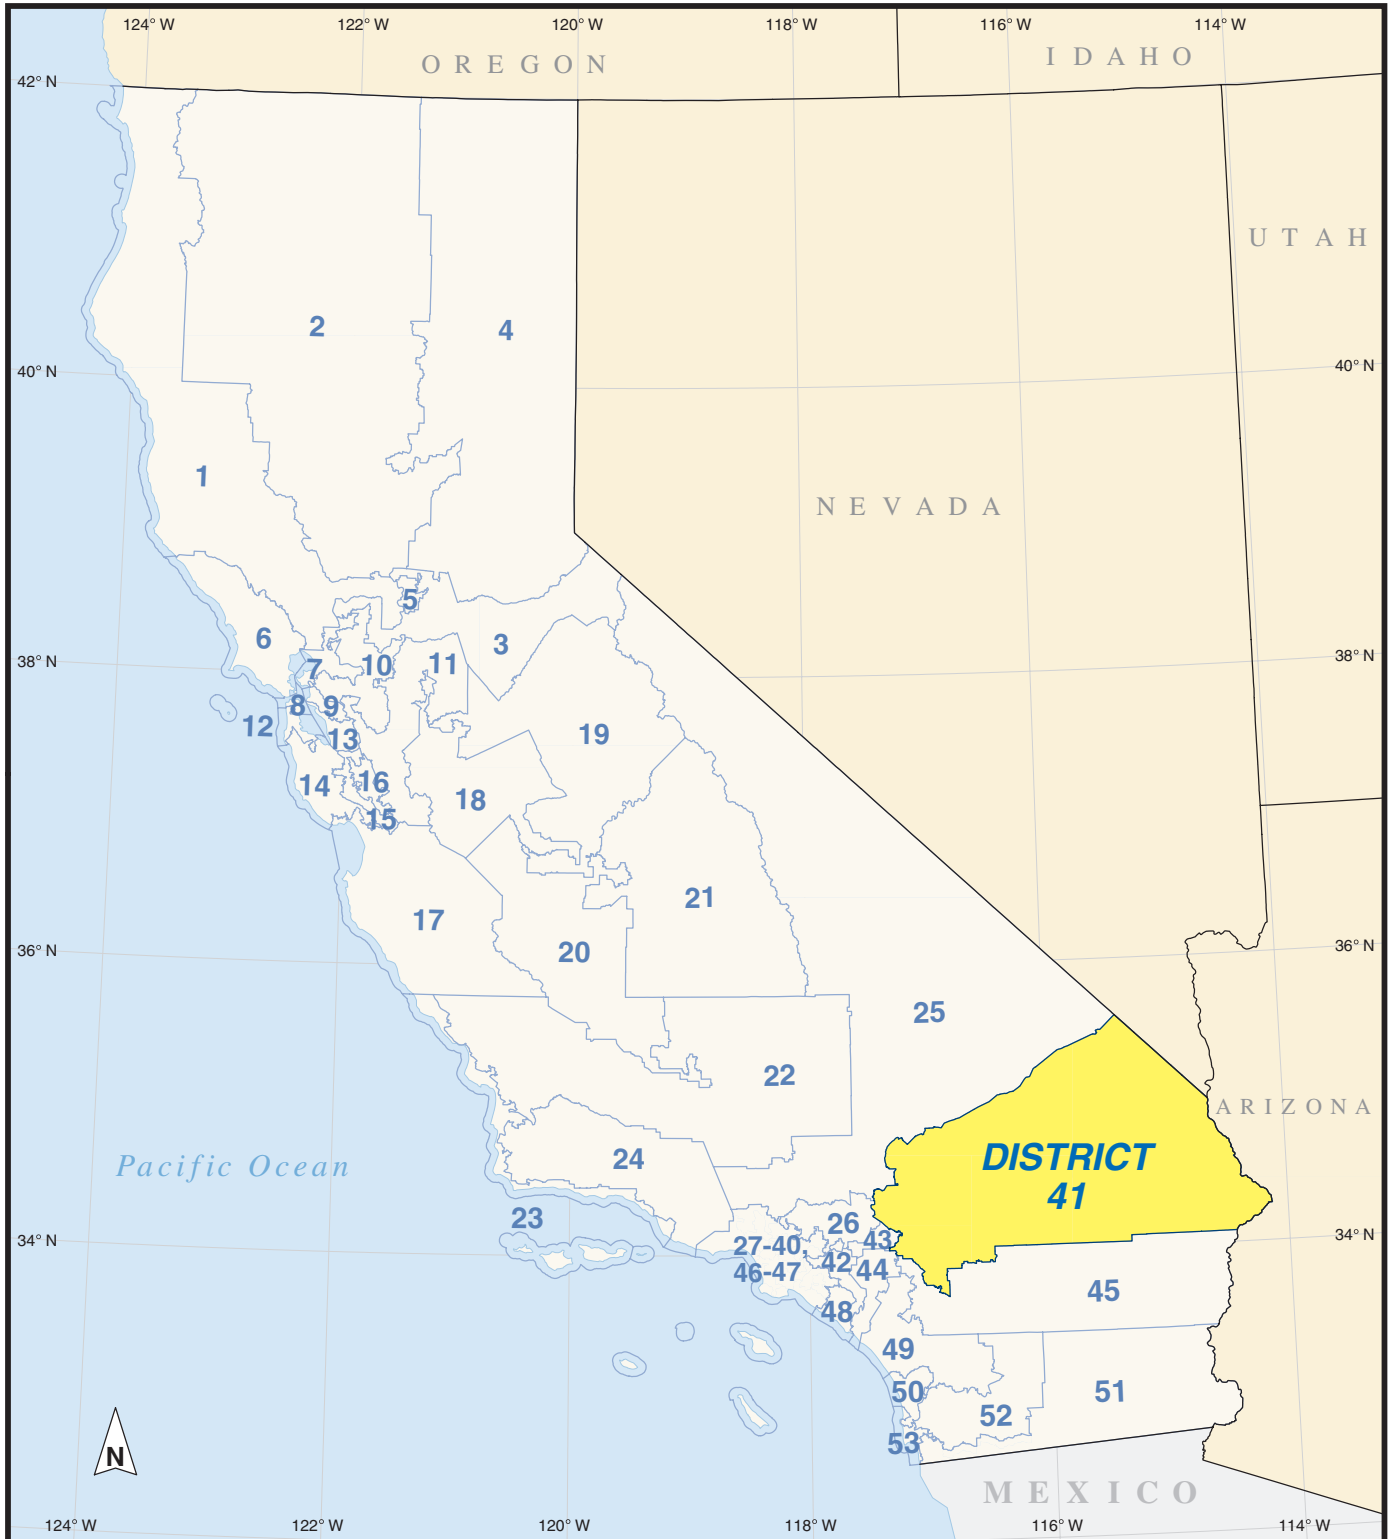 124° W 122° W 120° W 118° W 116° W 114° W
OREGON
IDAHO
42° N
UTAH
2
4
40° N
40° N
1
NEVADA
5
6
3
7
10
11
38° N
38° N
8
9
12
13
19
14
16
18
15
21
17
20
36° N
36° N
25
22
ARIZONA
Pacific Ocean
24
DISTRICT
41
23
26
43
34° N
34° N
27-40,
46-47
42
44
45
48
49
50
51
52
53
N
MEXICO
124° W 122° W 120° W 118° W 116° W 114° W